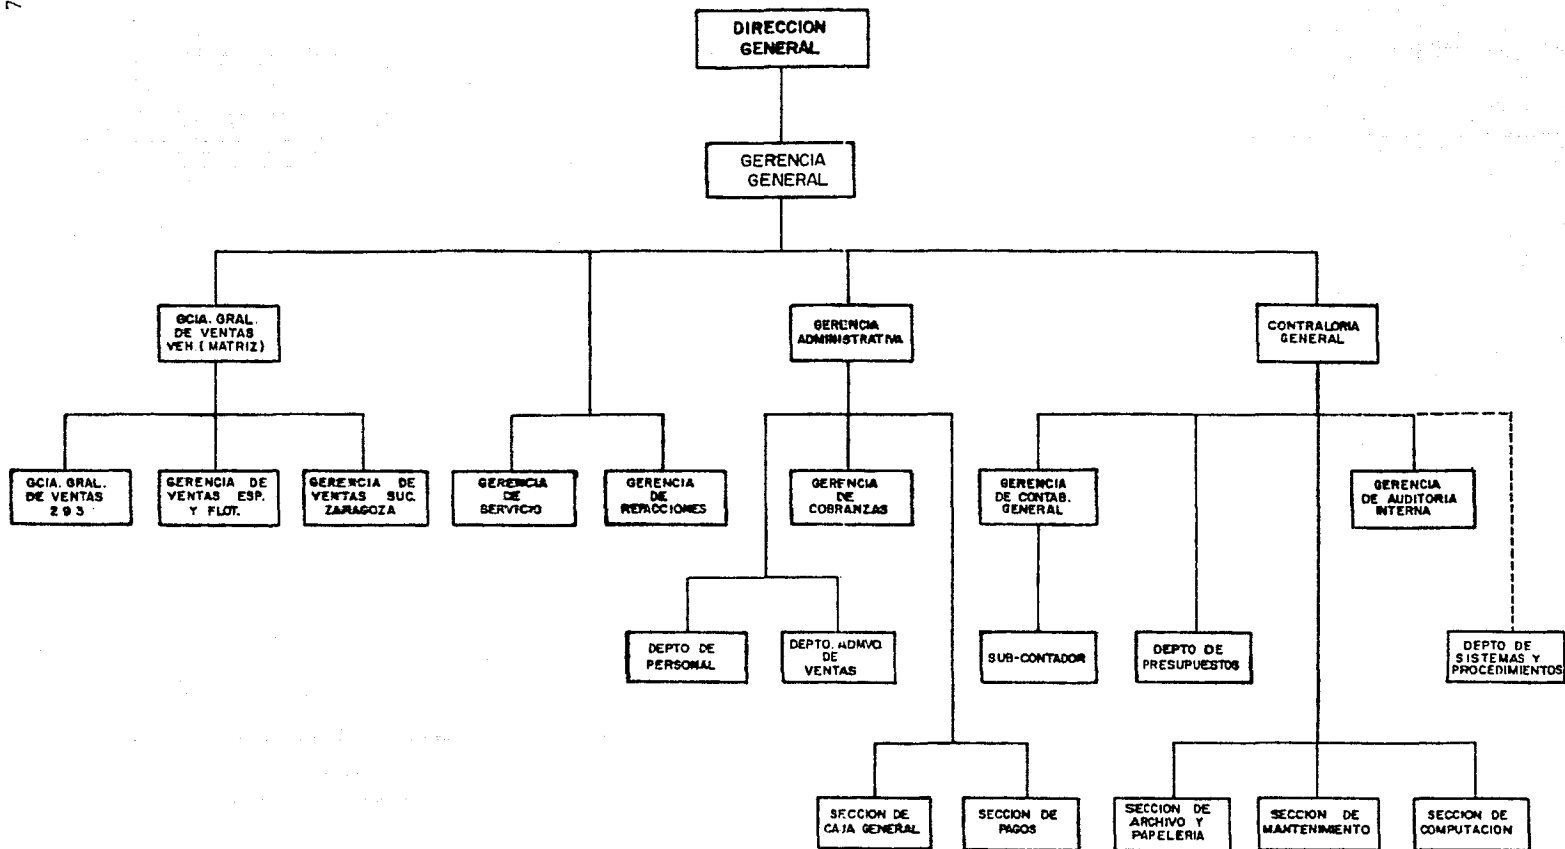 7
DIRECCION
GENERAL
GERENCIA
GENERAL
GCIA. GRAL.
DE VENTAS
VEH. (MATRIZ)
GERENCIA
ADMINISTRATIVA
CONTRALORIA
GENERAL
GCIA. GRAL.
DE VENTAS
293
GERENCIA DE
VENTAS ESP.
Y FLOT.
GERENCIA DE
VENTAS SUC.
ZARAGOZA
GERENCIA
DE
SERVICIO
GERENCIA
DE
REFACCIONES
GERENCIA
DE
COBRANZAS
GERENCIA
DE CONTAB.
GENERAL
GERENCIA
DE AUDITORIA
INTERNA
DEPTO DE
PERSONAL
DEPTO. ADMVO.
DE
VENTAS
SUB-CONTADOR
DEPTO DE
PRESUPUESTOS
DEPTO DE
SISTEMAS Y
PROCEDIMIENTOS
SECCION DE
CAJA GENERAL
SECCION DE
PAGOS
SECCION DE
ARCHIVO Y
PAPELERIA
SECCION DE
MANTENIMIENTO
SECCION DE
COMPUTACION